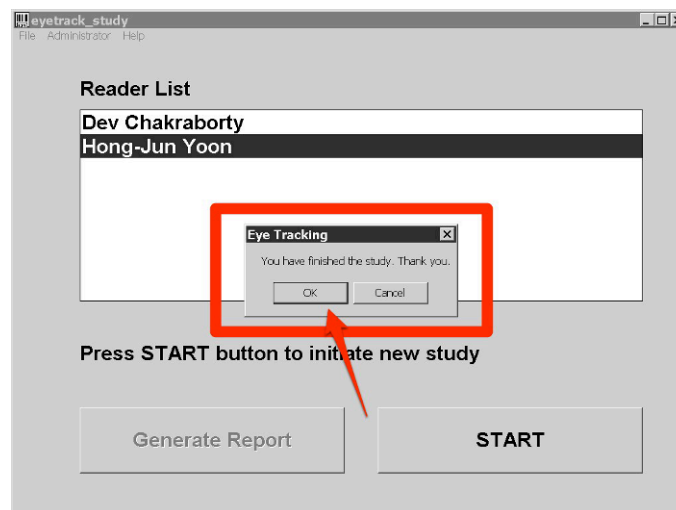 eyetrack_study
File Administrator Help
Reader List
Dev Chakraborty
Hong-Jun Yoon
Eye Tracking
You have finished the study. Thank you.
OK Cancel
Press START button to initiate new study
Generate Report START